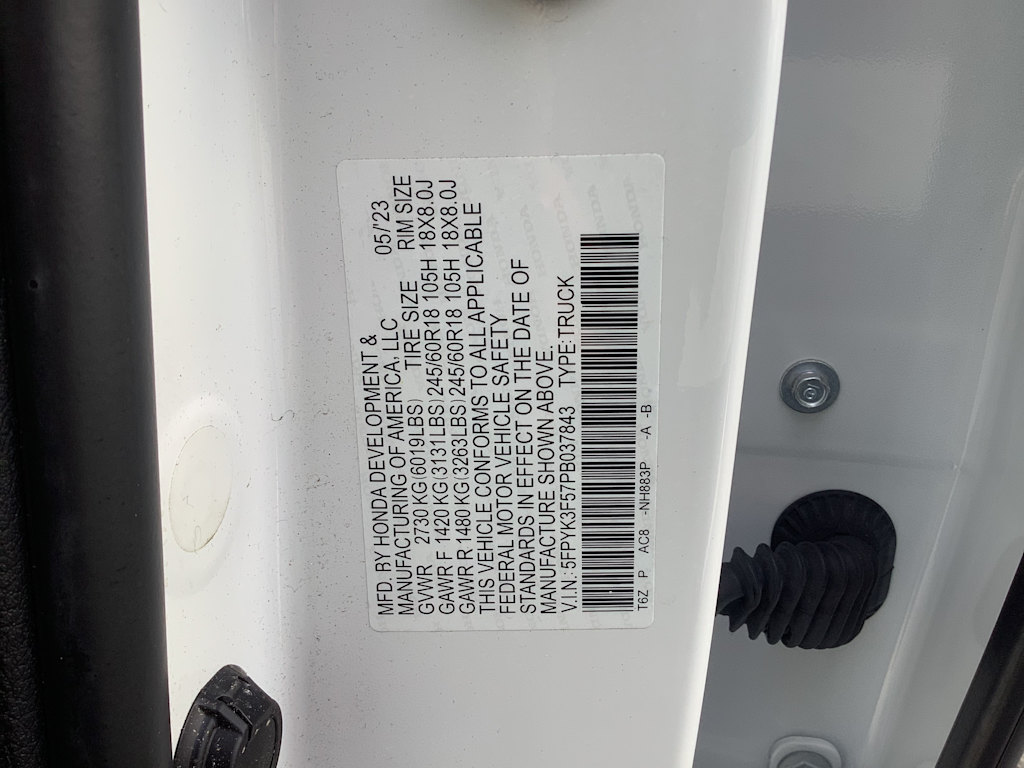 MFD. BY HONDA DEVELOPMENT &
MANUFACTURING OF AMERICA, LLC 05/'23
GVWR 2730 KG (6019LBS) TIRE SIZE RIM SIZE
GAWR F 1420 KG (3131LBS) 245/60R18 105H 18X8.0J
GAWR R 1480 KG (3263LBS) 245/60R18 105H 18X8.0J
THIS VEHICLE CONFORMS TO ALL APPLICABLE
FEDERAL MOTOR VEHICLE SAFETY
STANDARDS IN EFFECT ON THE DATE OF
MANUFACTURE SHOWN ABOVE.
V.I.N.: 5FPYK3F57PB037843 TYPE:TRUCK
T6Z P AC8 -NH883P -A -B
HONDA